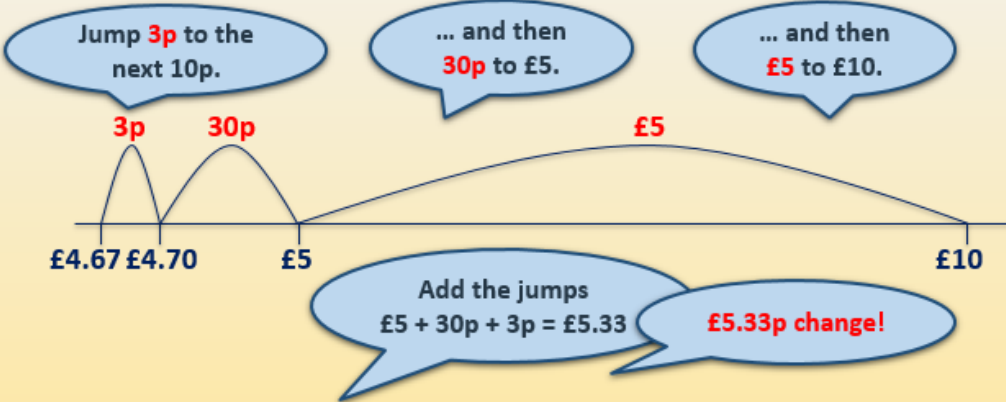 Jump 3p to the
next 10p.
... and then
30p to £5.
... and then
£5 to £10.
3p
30p
£5
£4.67
£4.70
£5
£10
Add the jumps
£5 + 30p + 3p = £5.33
£5.33p change!